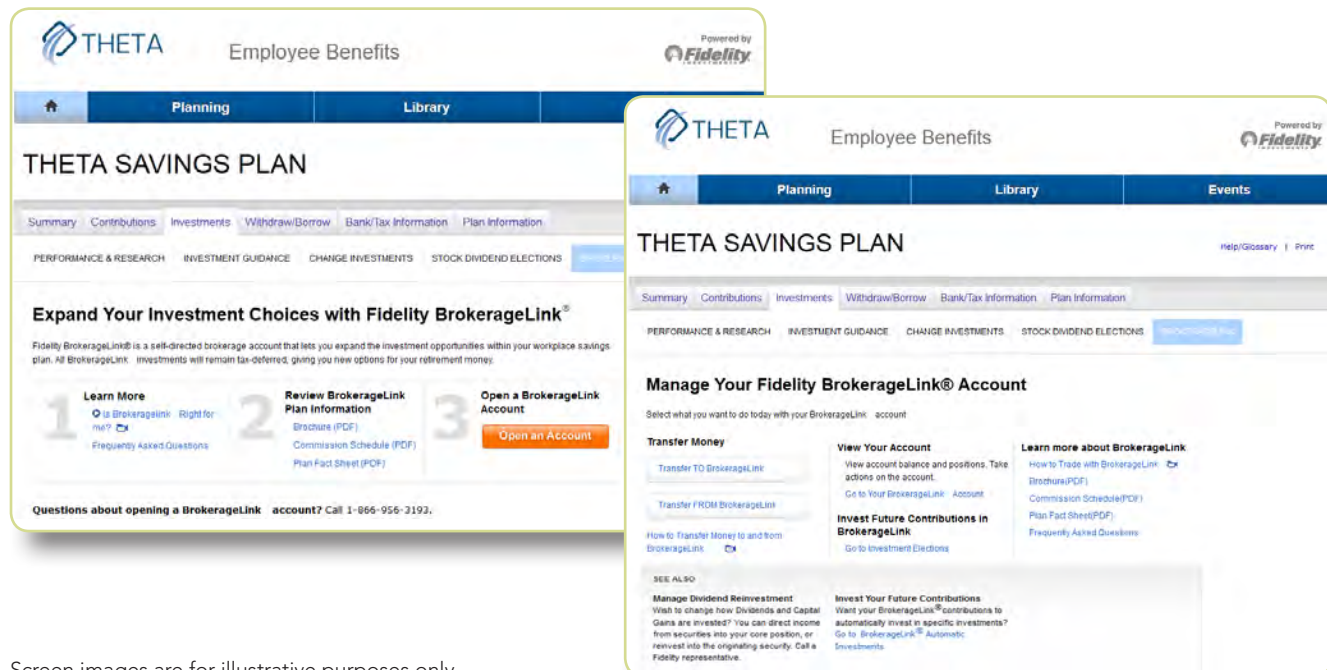 THETA
Employee Benefits
Powered by
Fidelity
INVESTMENTS
Planning
Library
THETA SAVINGS PLAN
Summary Contributions Investments Withdraw/Borrow Bank/Tax Information Plan Information
PERFORMANCE & RESEARCH INVESTMENT GUIDANCE CHANGE INVESTMENTS STOCK DIVIDEND ELECTIONS
Expand Your Investment Choices with Fidelity BrokerageLink®
Fidelity BrokerageLink® is a self-directed brokerage account that lets you expand the investment opportunities within your workplace savings
plan. All BrokerageLink investments will remain tax-deferred, giving you new options for your retirement money.
1
Learn More
Is Brokeragelink Right for
me?
Frequently Asked Questions
2
Review BrokerageLink
Plan Information
Brochure (PDF)
Commission Schedule (PDF)
Plan Fact Sheet (PDF)
3
Open a BrokerageLink
Account
Open an Account
Questions about opening a BrokerageLink account? Call 1-866-956-3193.
THETA
Employee Benefits
Powered by
Fidelity
INVESTMENTS
Planning
Library
Events
THETA SAVINGS PLAN
Help/Glossary | Print
Summary Contributions Investments Withdraw/Borrow Bank/Tax Information Plan Information
PERFORMANCE & RESEARCH INVESTMENT GUIDANCE CHANGE INVESTMENTS STOCK DIVIDEND ELECTIONS
Manage Your Fidelity BrokerageLink® Account
Select what you want to do today with your BrokerageLink account
Transfer Money
Transfer TO BrokerageLink
Transfer FROM BrokerageLink
How to Transfer Money to and from
BrokerageLink
View Your Account
View account balance and positions. Take
actions on the account.
Go to Your BrokerageLink Account
Invest Future Contributions in
BrokerageLink
Go to Investment Elections
Learn more about BrokerageLink
How to Trade with BrokerageLink
Brochure(PDF)
Commission Schedule(PDF)
Plan Fact Sheet(PDF)
Frequently Asked Questions
SEE ALSO
Manage Dividend Reinvestment
Wish to change how Dividends and Capital
Gains are invested? You can direct income
from securities into your core position, or
reinvest into the originating security. Call a
Fidelity representative.
Invest Your Future Contributions
Want your BrokerageLink® contributions to
automatically invest in specific investments?
Go to BrokerageLink® Automatic
Investments
Screen images are for illustrative purposes only